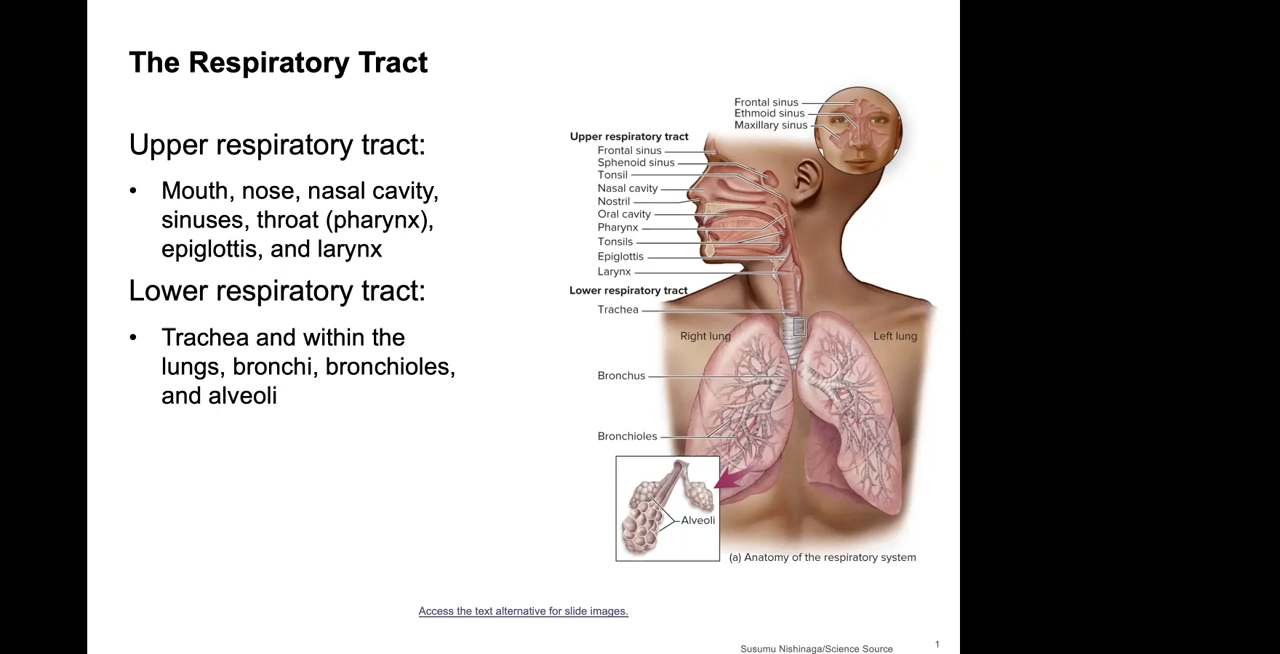 The Respiratory Tract
Upper respiratory tract:
• Mouth, nose, nasal cavity,
sinuses, throat (pharynx),
epiglottis, and larynx
Lower respiratory tract:
• Trachea and within the
lungs, bronchi, bronchioles,
and alveoli
Frontal sinus
Ethmoid sinus
Maxillary sinus
Upper respiratory tract
Frontal sinus
Sphenoid sinus
Tonsil
Nasal cavity
Nostril
Oral cavity
Pharynx
Tonsils
Epiglottis
Larynx
Lower respiratory tract
Trachea
Right lung
Left lung
Bronchus
Bronchioles
Alveoli
(a) Anatomy of the respiratory system
Access the text alternative for slide images.
Susumu Nishinaga/Science Source
1